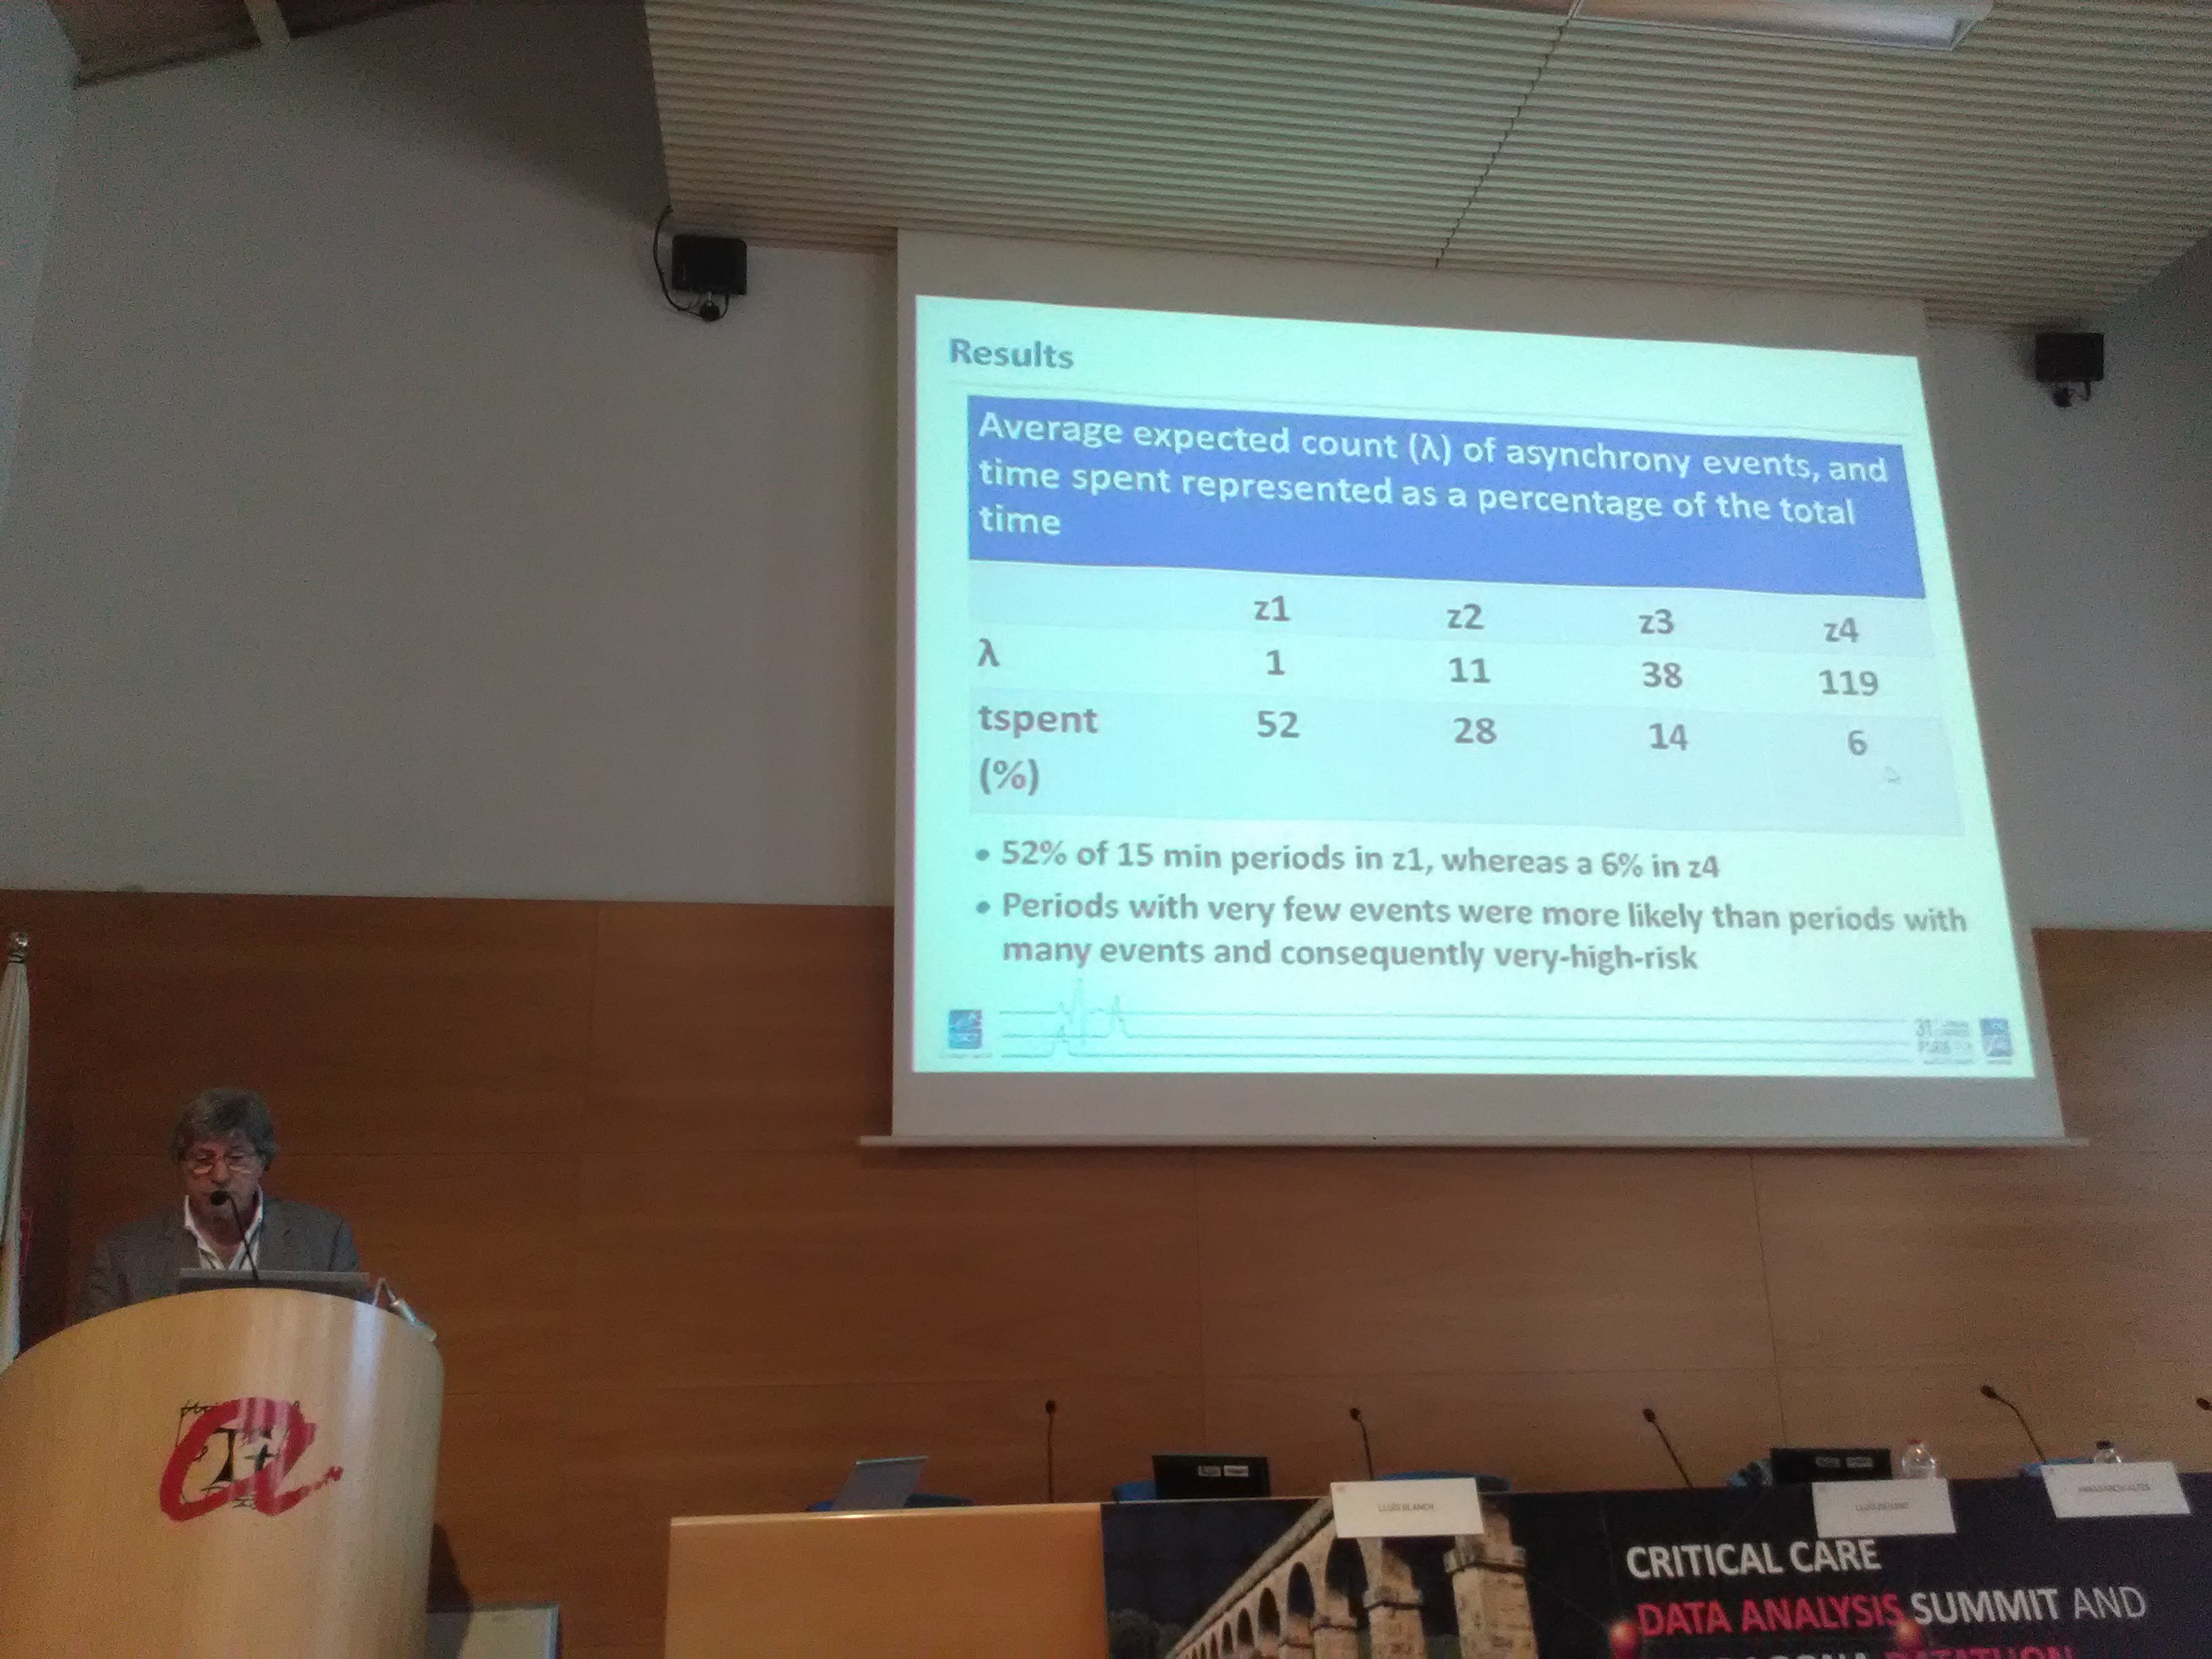 Results
Average expected count (λ) of asynchrony events, and
time spent represented as a percentage of the total
time
z1 z2 z3 z4
λ 1 11 38 119
tspent 52 28 14 6
(%)
• 52% of 15 min periods in z1, whereas a 6% in z4
• Periods with very few events were more likely than periods with
many events and consequently very-high-risk
31
LLUÍS BLANCH
CRITICAL CARE
DATA ANALYSIS SUMMIT AND
DATATHON